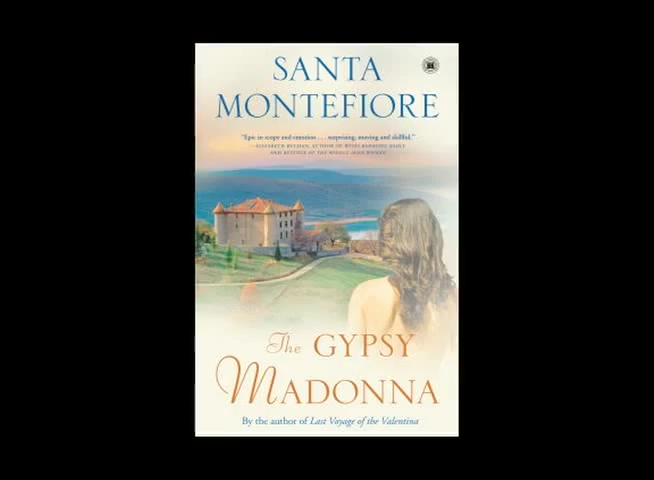 SANTA
MONTEFIORE
"Epic in scope and emotion . . . surprising, moving and skillful."
The GYPSY
MADONNA
By the author of Last Voyage of the Valentina